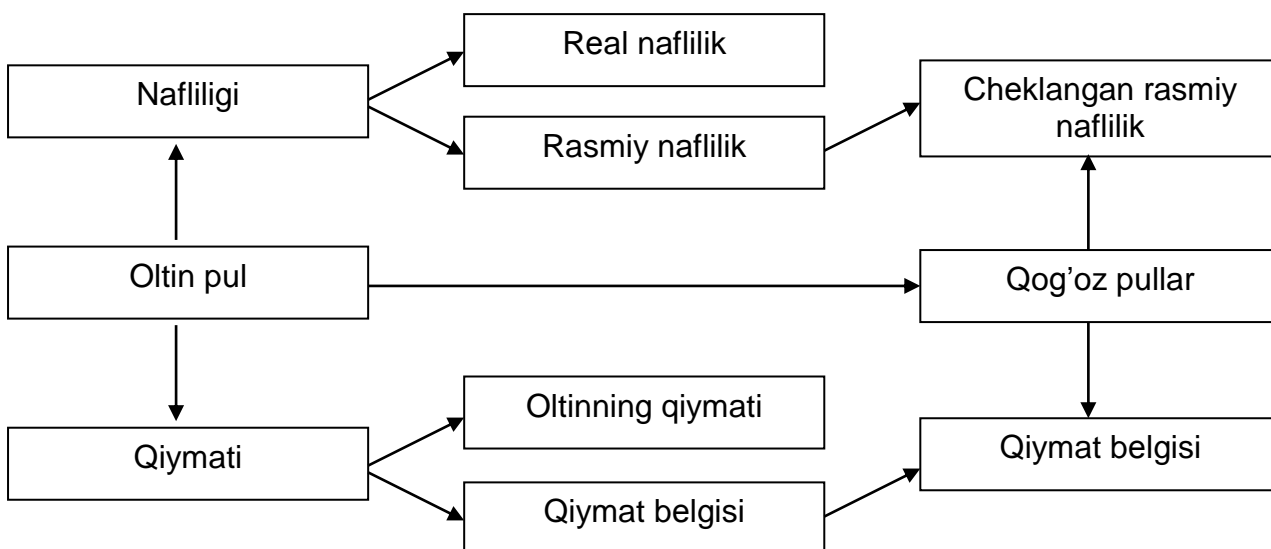 Real naflilik
Nafliligi
Cheklangan rasmiy
naflilik
Rasmiy naflilik
Oltin pul
Qog’oz pullar
Oltinning qiymati
Qiymati
Qiymat belgisi
Qiymat belgisi